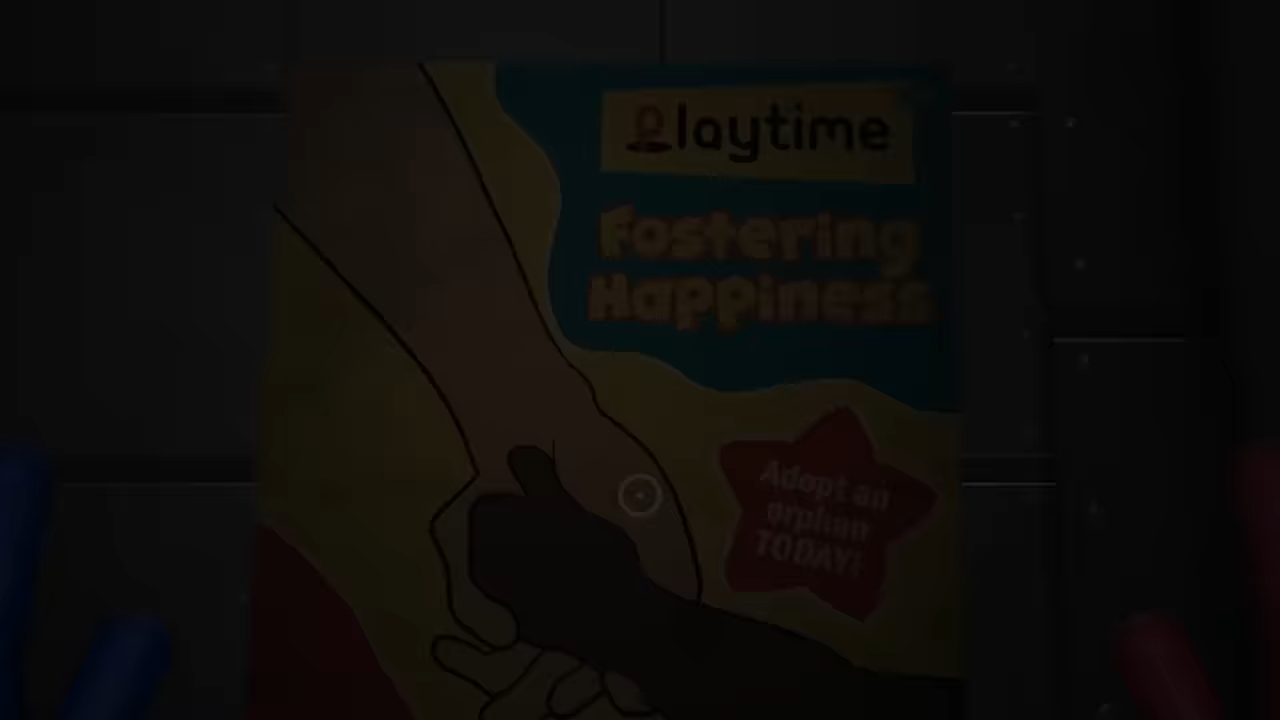 Playtime
Fostering
Happiness
Adopt an
orphan
TODAY!